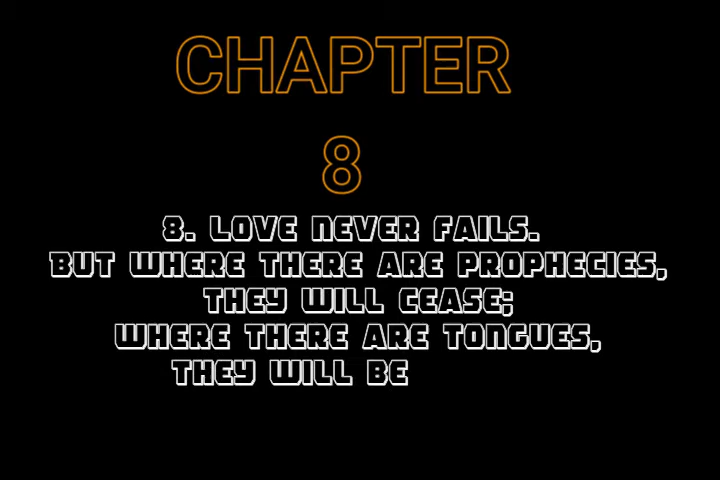 CHAPTER
8
8. LOVE NEVER FAILS.
BUT WHERE THERE ARE PROPHECIES,
THEY WILL CEASE;
WHERE THERE ARE TONGUES,
THEY WILL BE